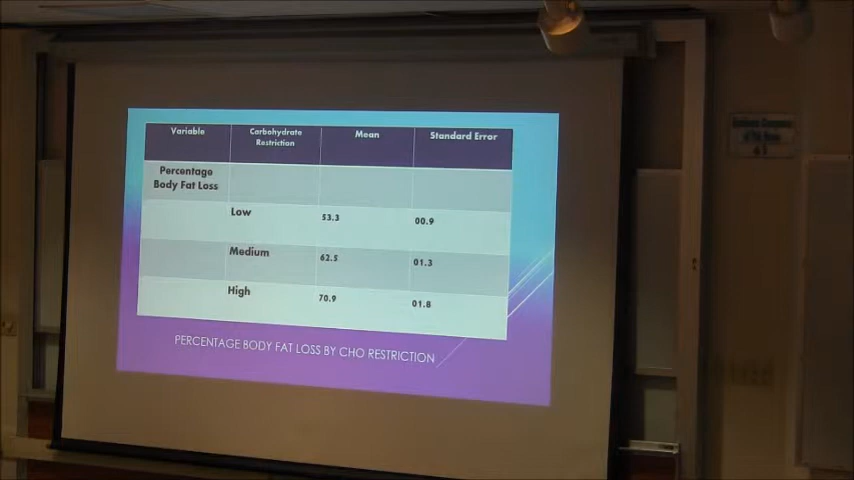 Variable Carbohydrate Restriction Mean Standard Error
Percentage
Body Fat Loss
Low 53.3 00.9
Medium 62.5 01.3
High 70.9 01.8
PERCENTAGE BODY FAT LOSS BY CHO RESTRICTION